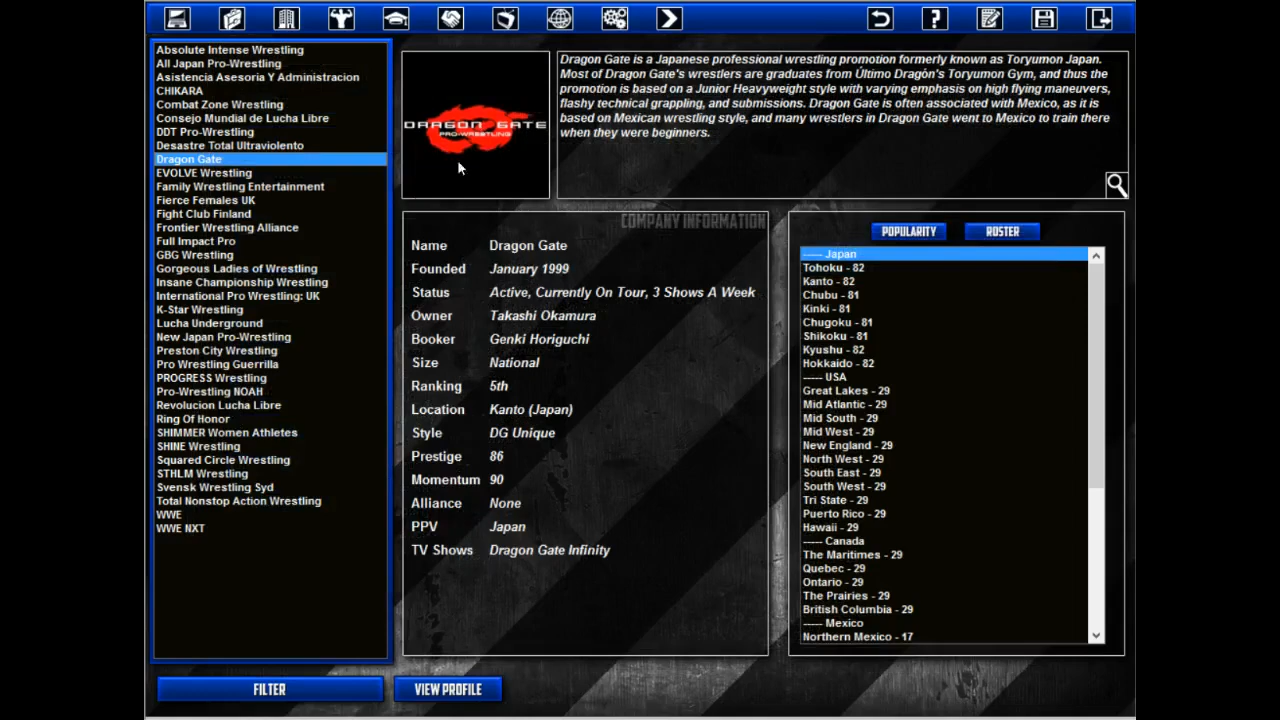 Absolute Intense Wrestling
All Japan Pro-Wrestling
Asistencia Asesoria Y Administracion
CHIKARA
Combat Zone Wrestling
Consejo Mundial de Lucha Libre
DDT Pro-Wrestling
Desastre Total Ultraviolento
Dragon Gate
EVOLVE Wrestling
Family Wrestling Entertainment
Fierce Females UK
Fight Club Finland
Frontier Wrestling Alliance
Full Impact Pro
GBG Wrestling
Gorgeous Ladies of Wrestling
Insane Championship Wrestling
International Pro Wrestling: UK
K-Star Wrestling
Lucha Underground
New Japan Pro-Wrestling
Preston City Wrestling
Pro Wrestling Guerrilla
PROGRESS Wrestling
Pro-Wrestling NOAH
Revolucion Lucha Libre
Ring Of Honor
SHIMMER Women Athletes
SHINE Wrestling
Squared Circle Wrestling
STHLM Wrestling
Svensk Wrestling Syd
Total Nonstop Action Wrestling
WWE
WWE NXT
FILTER
VIEW PROFILE
DRAGON GATE
PRO-WRESTLING
Dragon Gate is a Japanese professional wrestling promotion formerly known as Toryumon Japan.
Most of Dragon Gate's wrestlers are graduates from Último Dragón's Toryumon Gym, and thus the
promotion is based on a Junior Heavyweight style with varying emphasis on high flying maneuvers,
flashy technical grappling, and submissions. Dragon Gate is often associated with Mexico, as it is
based on Mexican wrestling style, and many wrestlers in Dragon Gate went to Mexico to train there
when they were beginners.
COMPANY INFORMATION
Name Dragon Gate
Founded January 1999
Status Active, Currently On Tour, 3 Shows A Week
Owner Takashi Okamura
Booker Genki Horiguchi
Size National
Ranking 5th
Location Kanto (Japan)
Style DG Unique
Prestige 86
Momentum 90
Alliance None
PPV Japan
TV Shows Dragon Gate Infinity
POPULARITY
ROSTER
----- Japan
Tohoku - 82
Kanto - 82
Chubu - 81
Kinki - 81
Chugoku - 81
Shikoku - 81
Kyushu - 82
Hokkaido - 82
----- USA
Great Lakes - 29
Mid Atlantic - 29
Mid South - 29
Mid West - 29
New England - 29
North West - 29
South East - 29
South West - 29
Tri State - 29
Puerto Rico - 29
Hawaii - 29
----- Canada
The Maritimes - 29
Quebec - 29
Ontario - 29
The Prairies - 29
British Columbia - 29
----- Mexico
Northern Mexico - 17